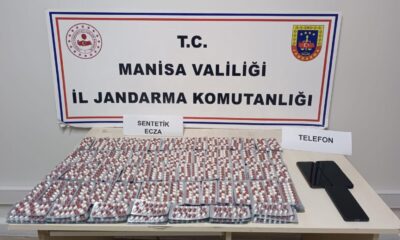 T.C.
MANİSA VALİLİĞİ
İL JANDARMA KOMUTANLIĞI
SENTETİK
ECZA
TELEFON